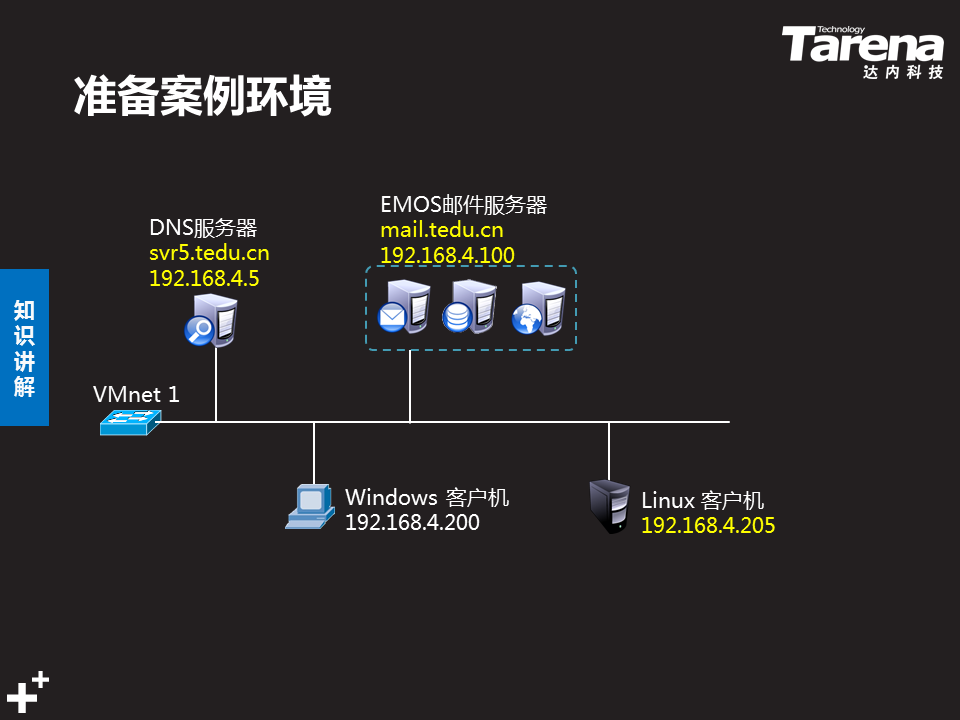 Technology
Tarena
达内科技
准备案例环境
EMOS邮件服务器
mail.tedu.cn
192.168.4.100
DNS服务器
svr5.tedu.cn
192.168.4.5
知识讲解
VMnet 1
Windows 客户机
192.168.4.200
Linux 客户机
192.168.4.205